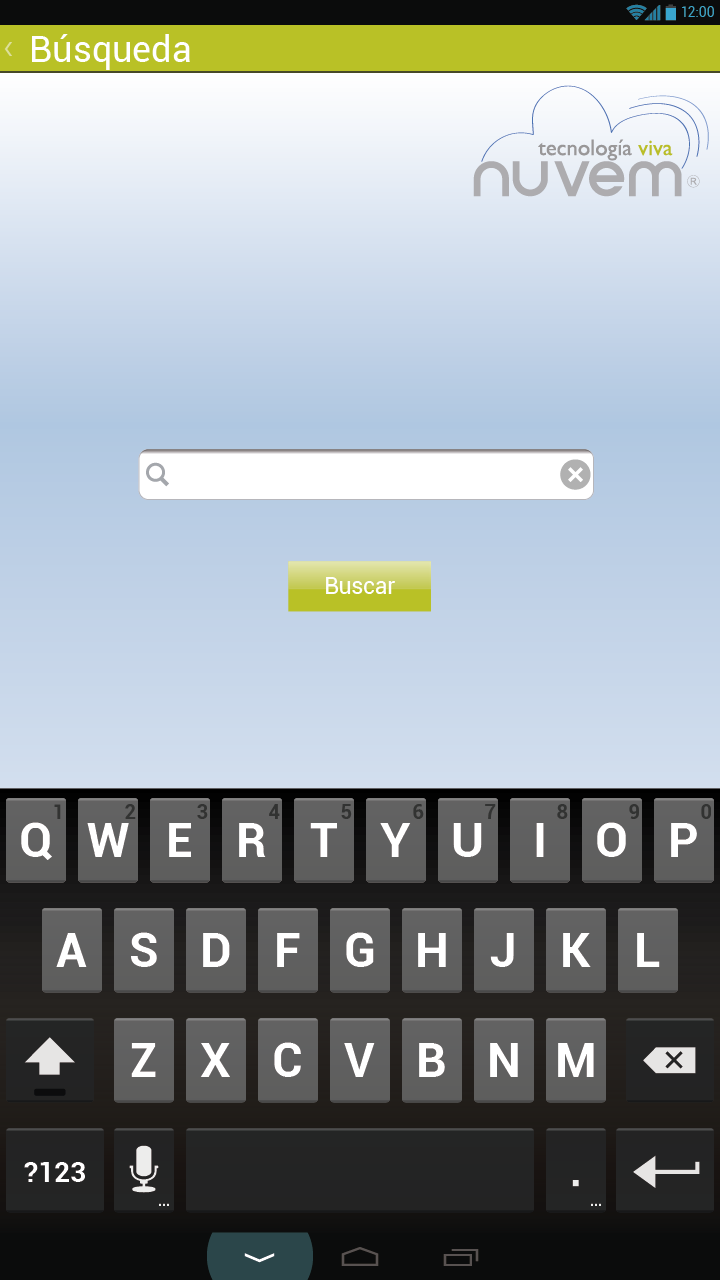 12:00
Búsqueda
tecnología viva
nuvem®
Buscar
1 2 3 4 5 6 7 8 9 0
Q W E R T Y U I O P
A S D F G H J K L
Z X C V B N M
?123 ... . ...